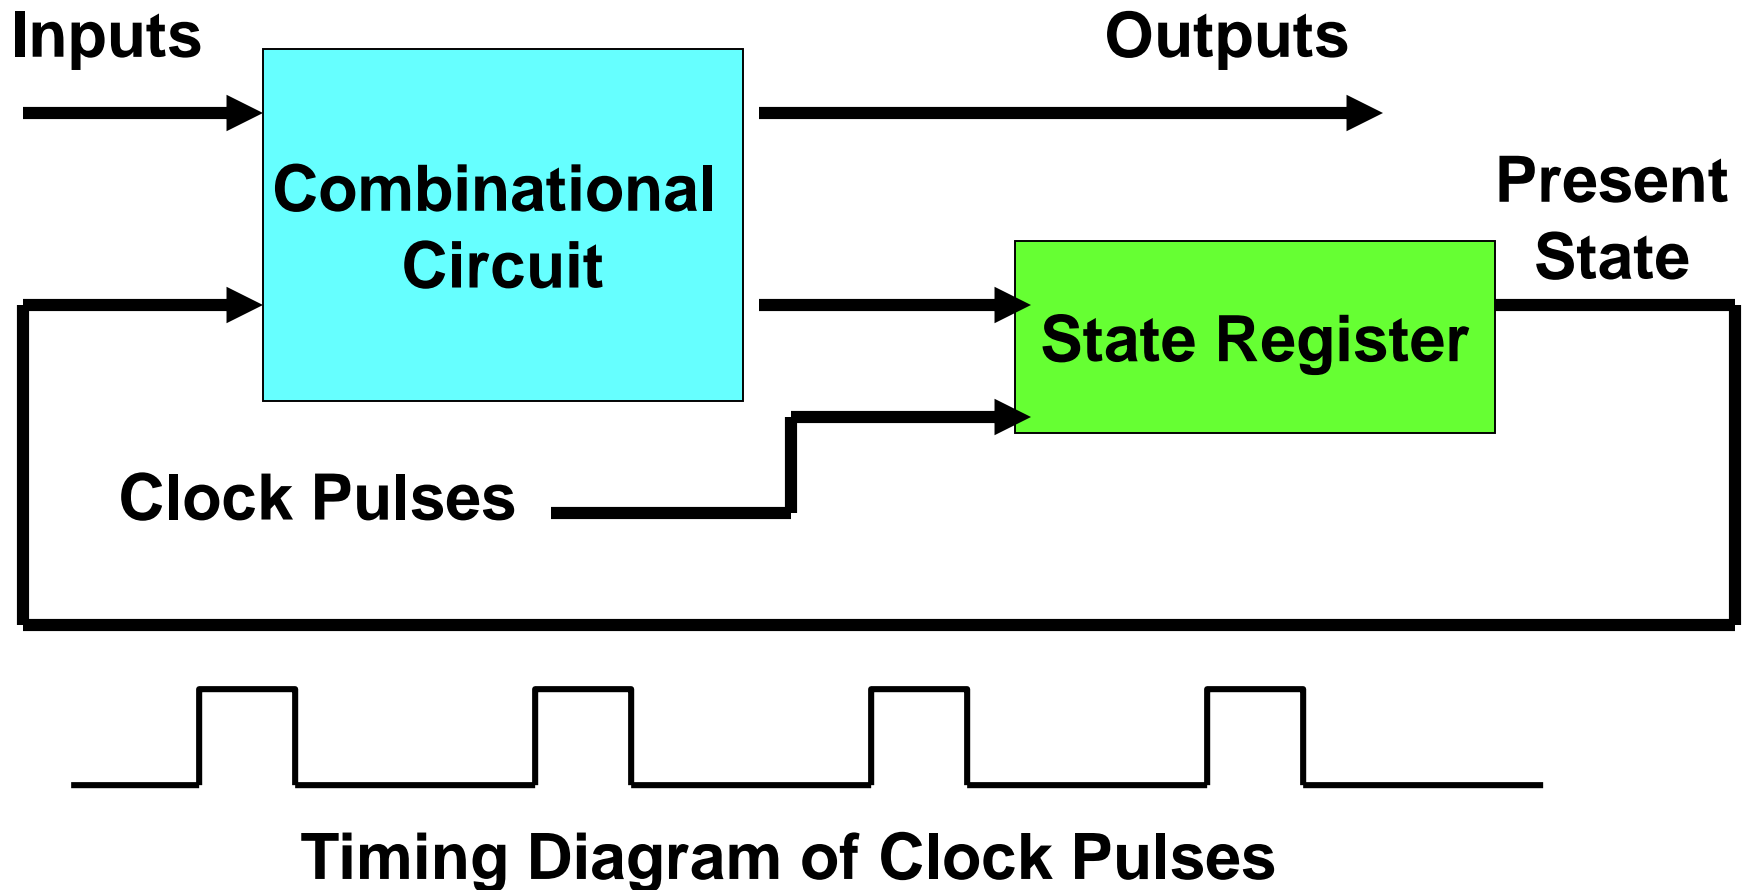 Inputs
Outputs
Combinational
Circuit
Present
State
State Register
Clock Pulses
Timing Diagram of Clock Pulses